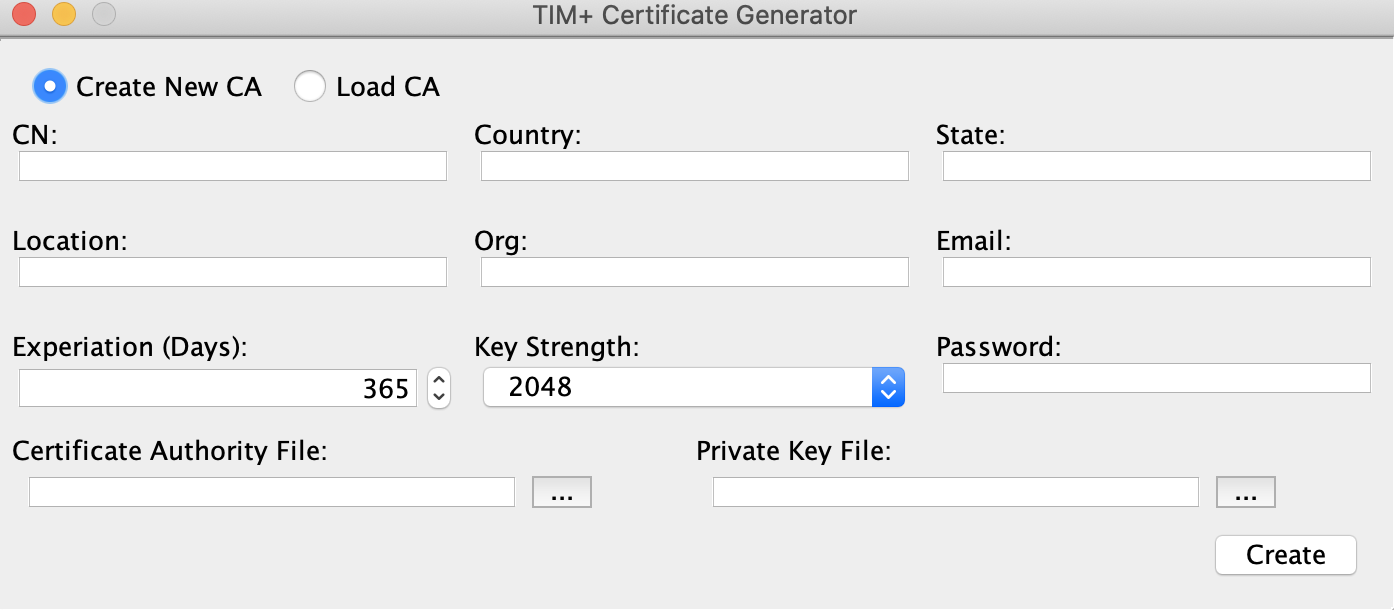 TIM+ Certificate Generator
Create New CA Load CA
CN: Country: State:
Location: Org: Email:
Experiation (Days): Key Strength: Password:
365 2048
Certificate Authority File: Private Key File:
... ...
Create